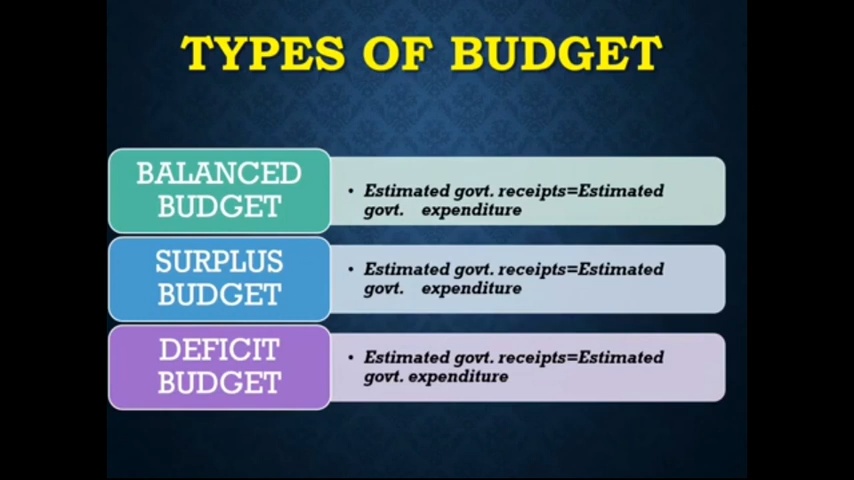 TYPES OF BUDGET
BALANCED
BUDGET
• Estimated govt. receipts=Estimated
govt. expenditure
SURPLUS
BUDGET
• Estimated govt. receipts=Estimated
govt. expenditure
DEFICIT
BUDGET
• Estimated govt. receipts=Estimated
govt. expenditure